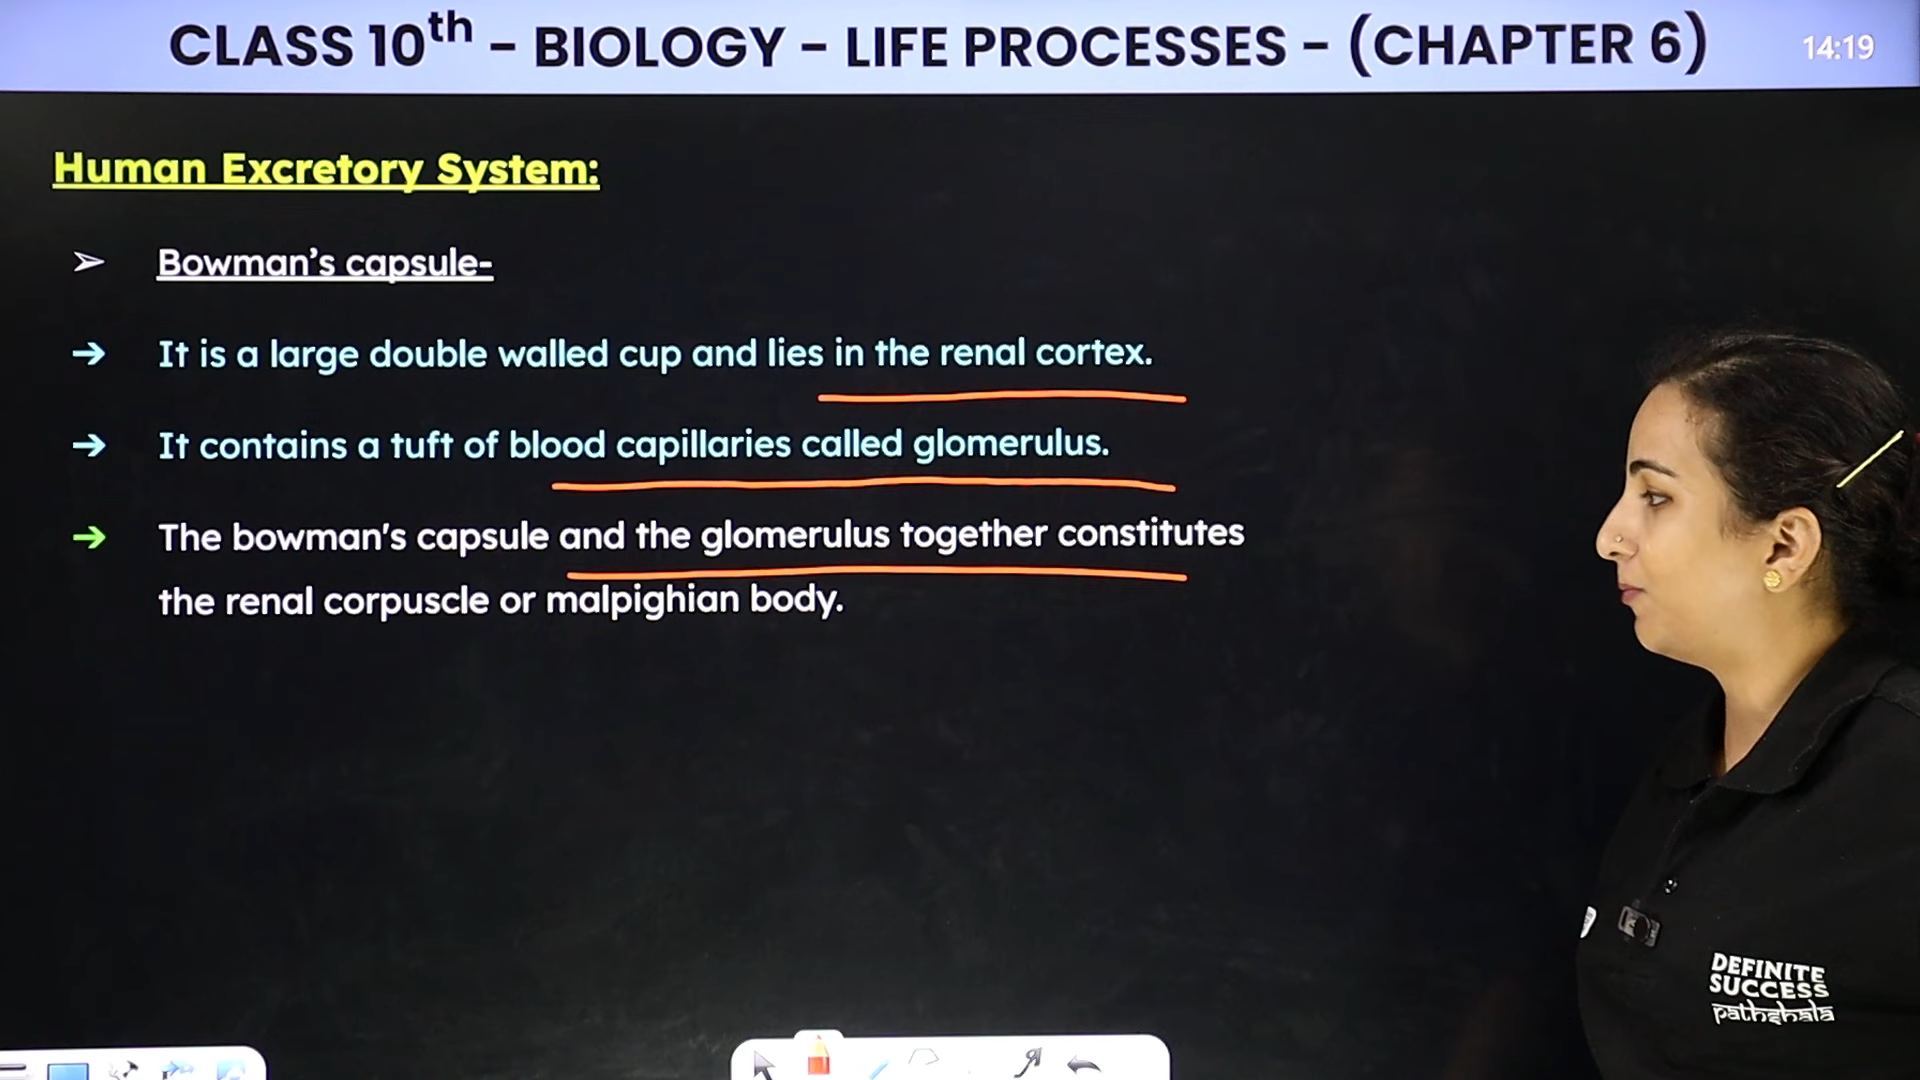 CLASS 10th - BIOLOGY - LIFE PROCESSES - (CHAPTER 6)
14:19
Human Excretory System:
➢ Bowman's capsule-
→ It is a large double walled cup and lies in the renal cortex.
→ It contains a tuft of blood capillaries called glomerulus.
→ The bowman's capsule and the glomerulus together constitutes
the renal corpuscle or malpighian body.
DEFINITE
SUCCESS
pathshala